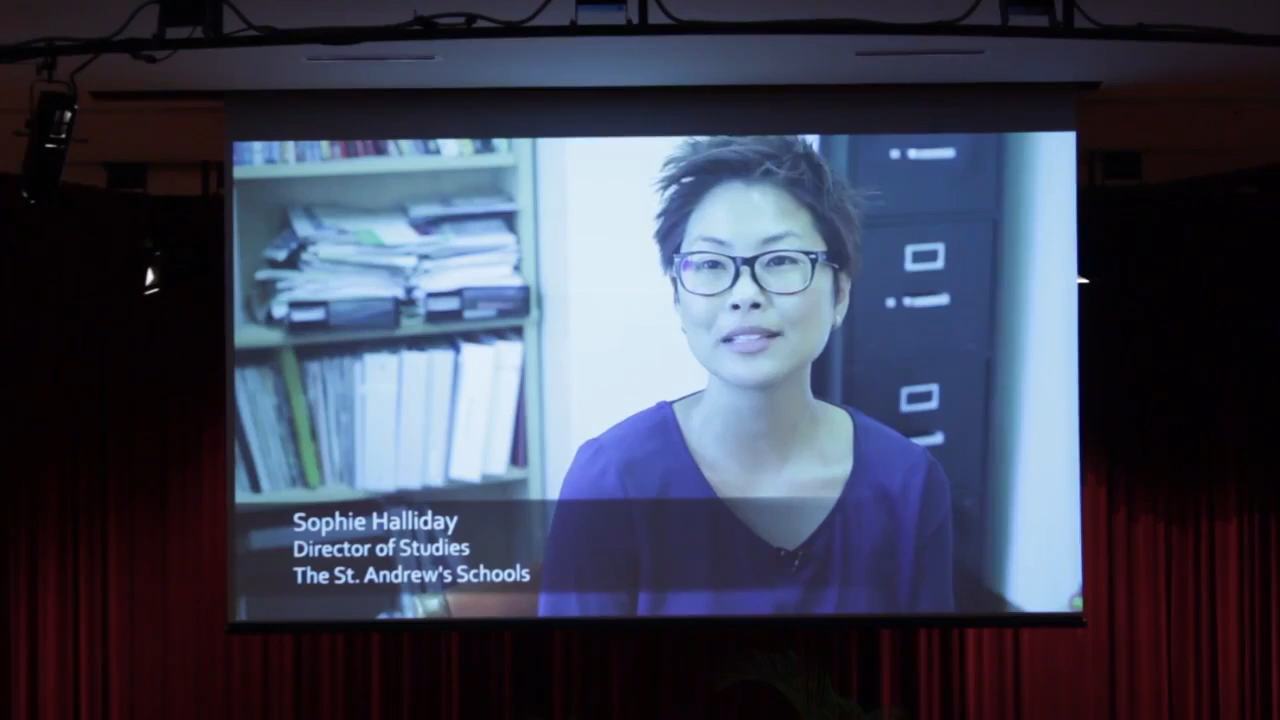 Sophie Halliday
Director of Studies
The St. Andrew's Schools